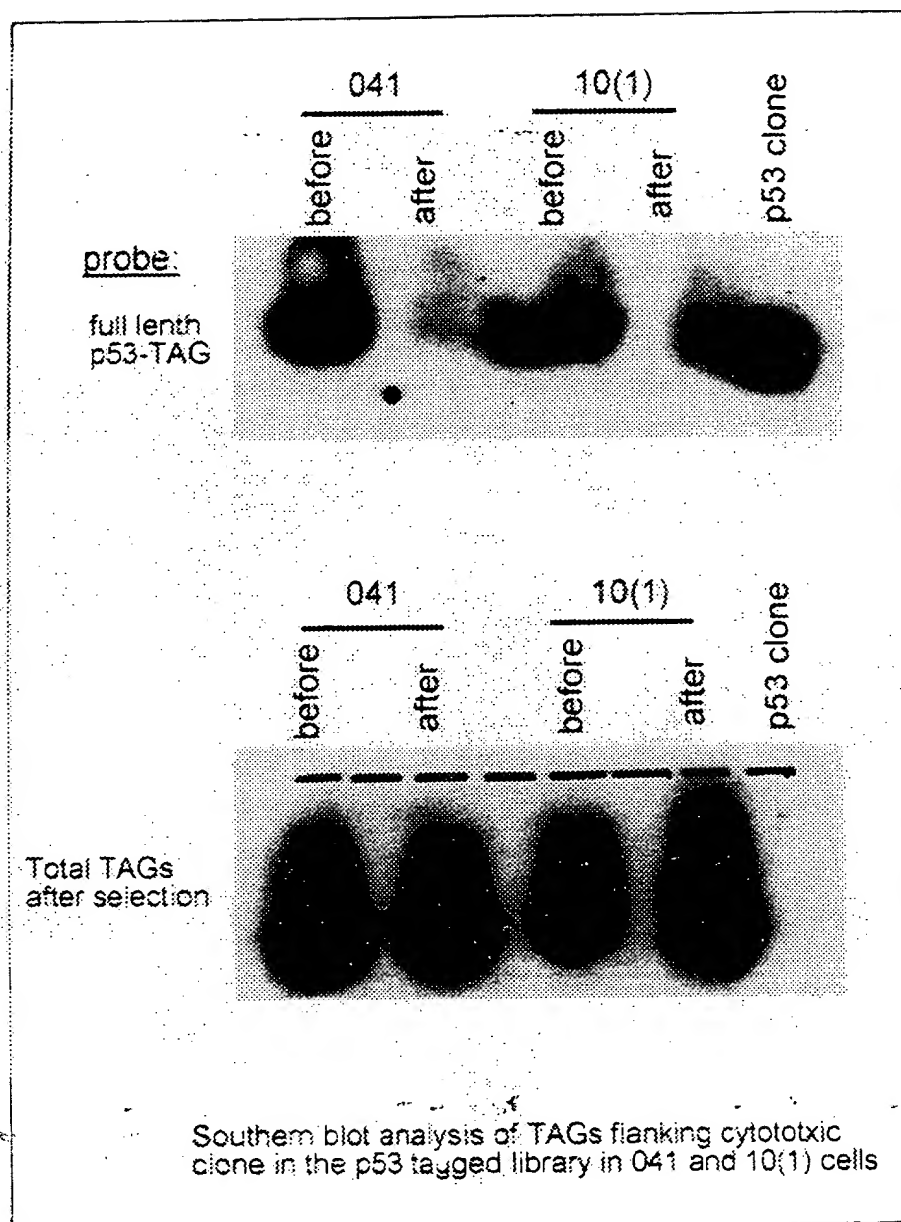 041 10(1)
before after before after p53 clone
probe:
full lenth
p53-TAG
041 10(1)
before after before after p53 clone
Total TAGs
after selection
Southern blot analysis of TAGs flanking cytototxic
clone in the p53 tagged library in 041 and 10(1) cells